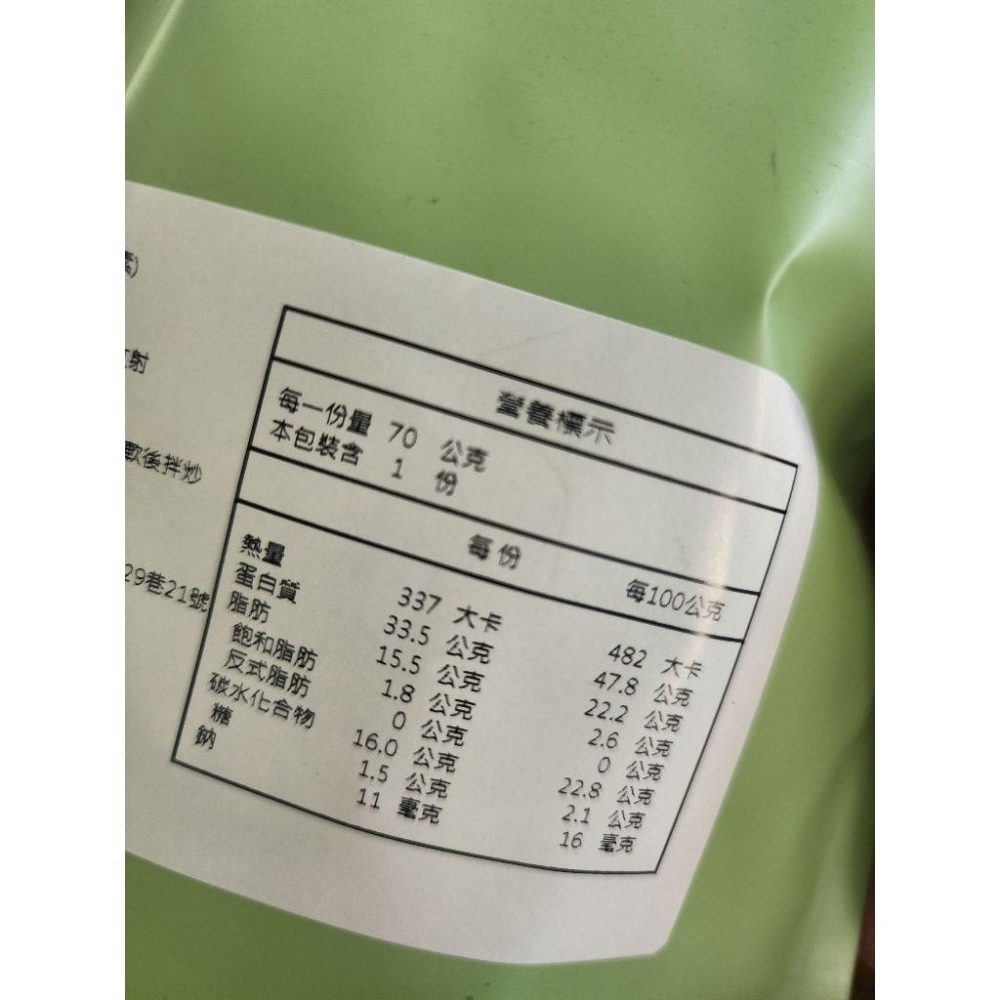 營養標示
每一份量 70 公克
本包裝含 1 份
每份 每100公克
熱量 337 大卡 482 大卡
蛋白質 33.5 公克 47.8 公克
脂肪 15.5 公克 22.2 公克
飽和脂肪 1.8 公克 2.6 公克
反式脂肪 0 公克 0 公克
碳水化合物 16.0 公克 22.8 公克
糖 1.5 公克 2.1 公克
鈉 11 毫克 16 毫克
素)
射
軟後拌炒
29巷21號